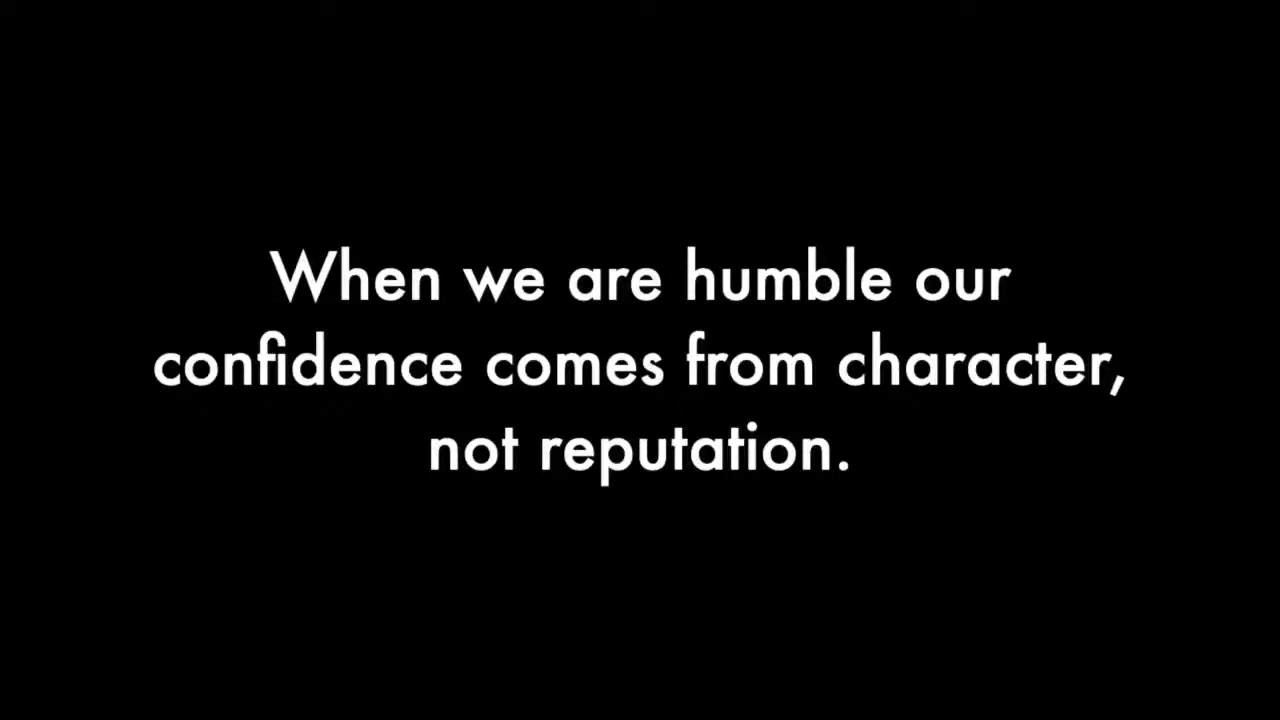 When we are humble our
confidence comes from character,
not reputation.